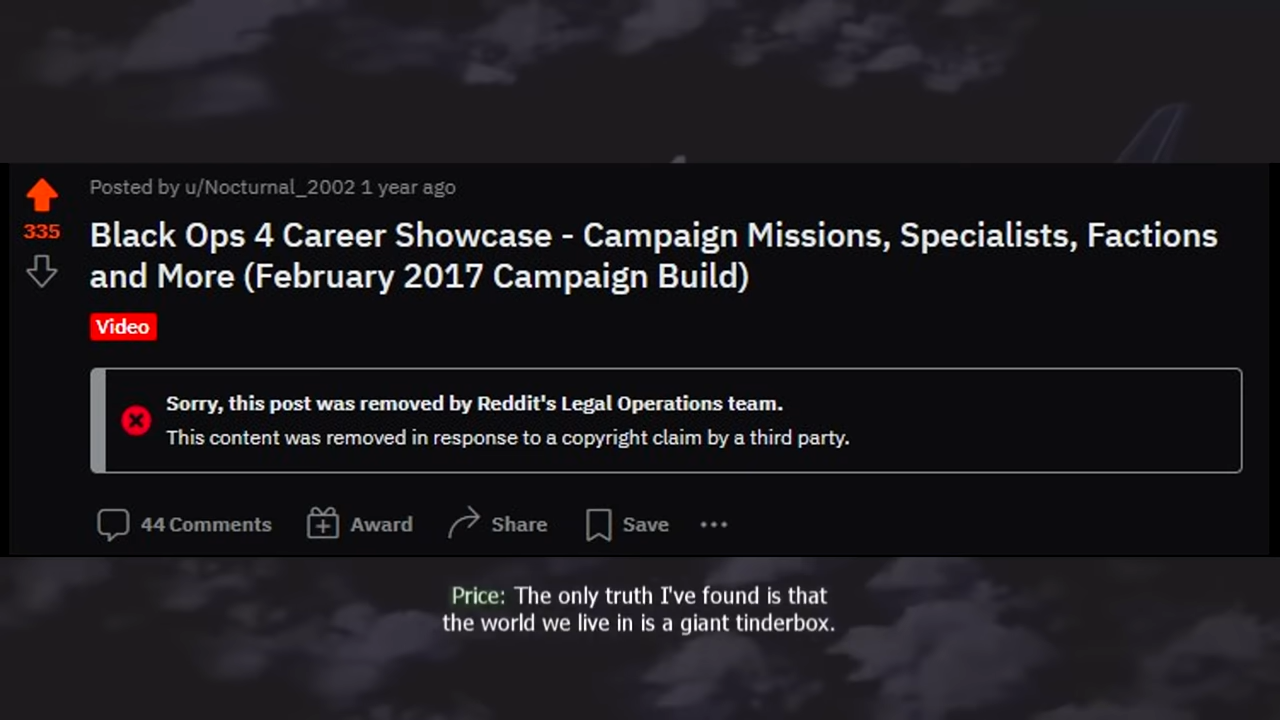 Posted by u/Nocturnal_2002 1 year ago
335
Black Ops 4 Career Showcase - Campaign Missions, Specialists, Factions
and More (February 2017 Campaign Build)
Video
Sorry, this post was removed by Reddit's Legal Operations team.
This content was removed in response to a copyright claim by a third party.
44 Comments Award Share Save
Price: The only truth I've found is that
the world we live in is a giant tinderbox.